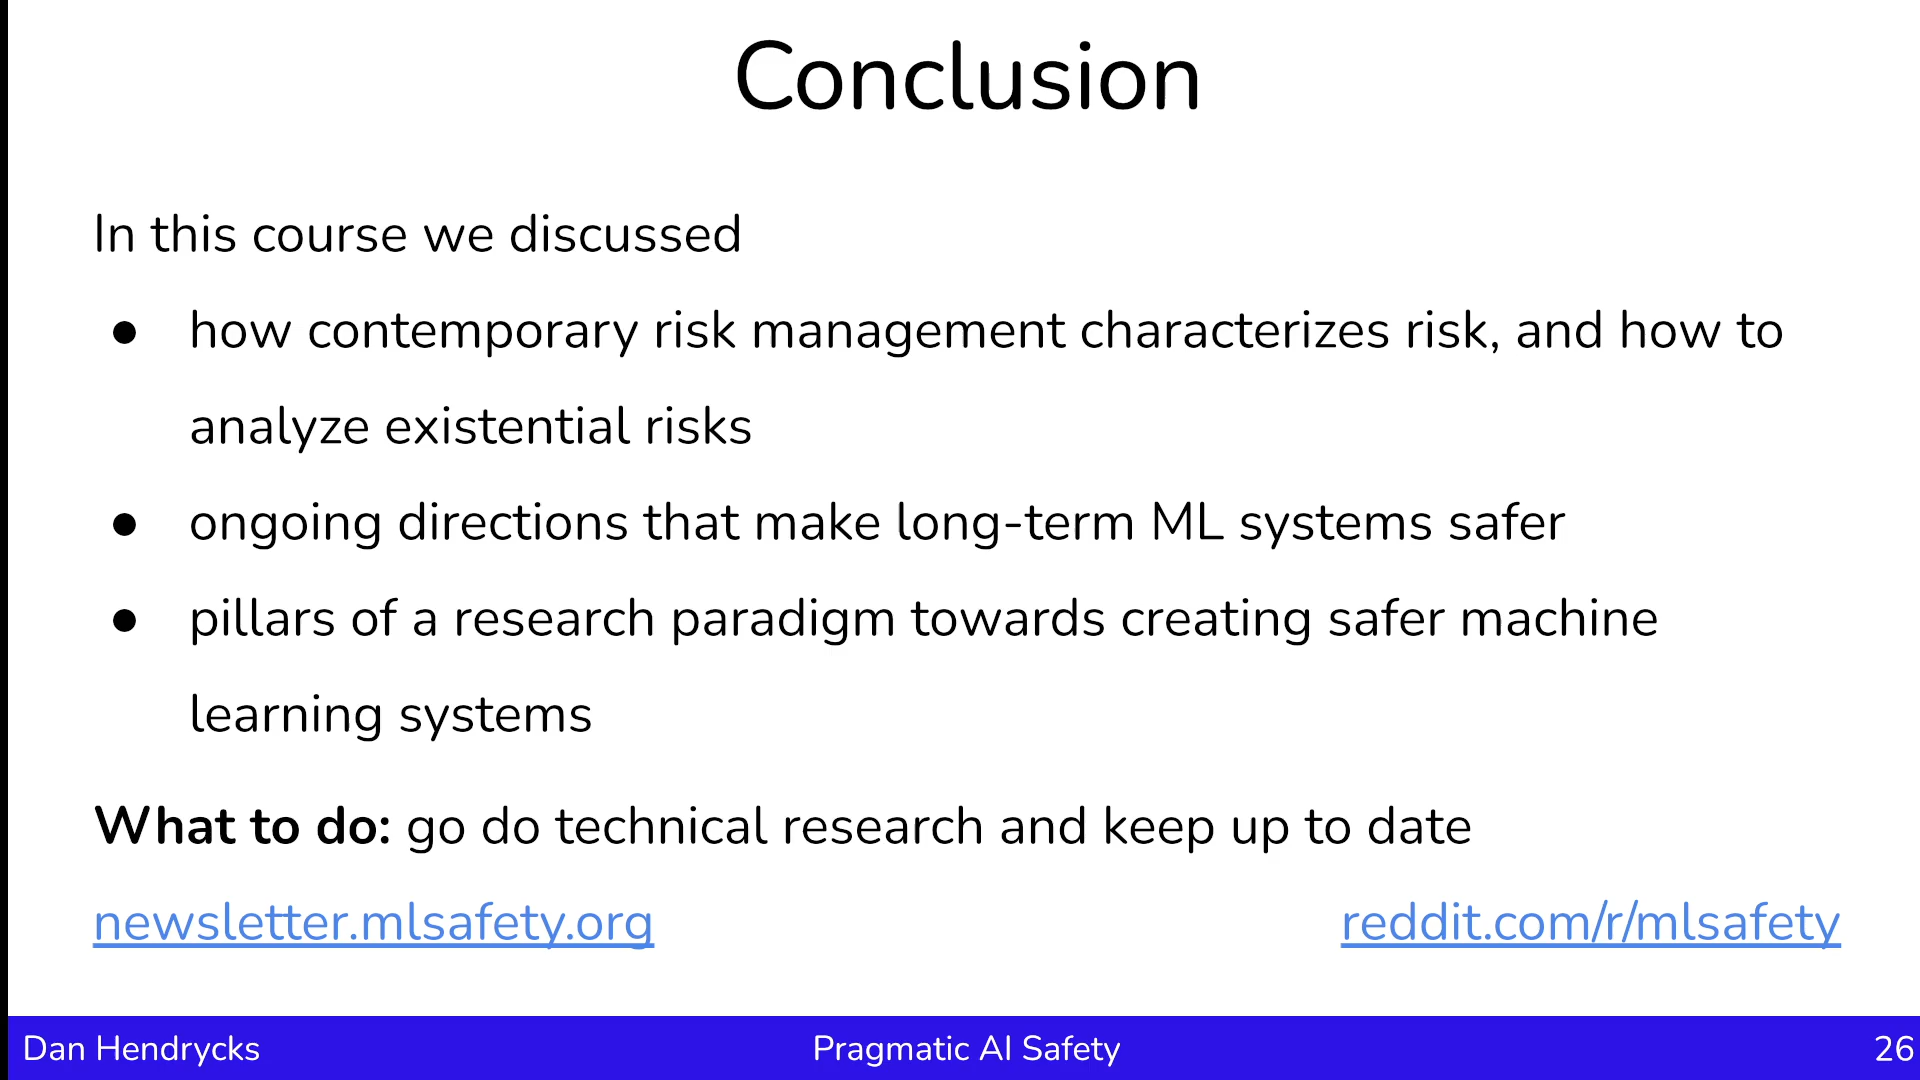 Conclusion
In this course we discussed
● how contemporary risk management characterizes risk, and how to
analyze existential risks
● ongoing directions that make long-term ML systems safer
● pillars of a research paradigm towards creating safer machine
learning systems
What to do: go do technical research and keep up to date
newsletter.mlsafety.org reddit.com/r/mlsafety
Dan Hendrycks Pragmatic AI Safety 26